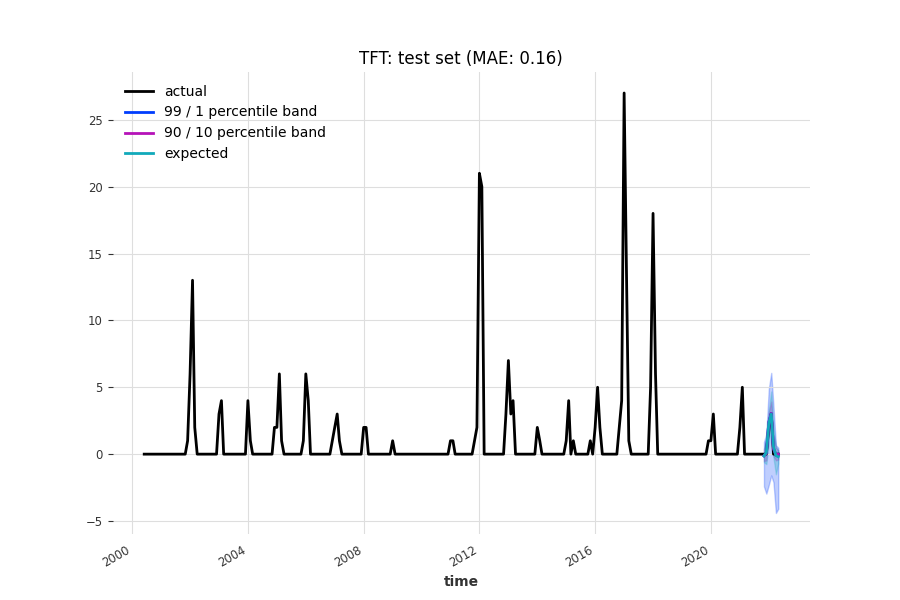 TFT: test set (MAE: 0.16)
actual
99 / 1 percentile band
90 / 10 percentile band
expected
25
20
15
10
5
0
−5
2000
2004
2008
2012
2016
2020
time